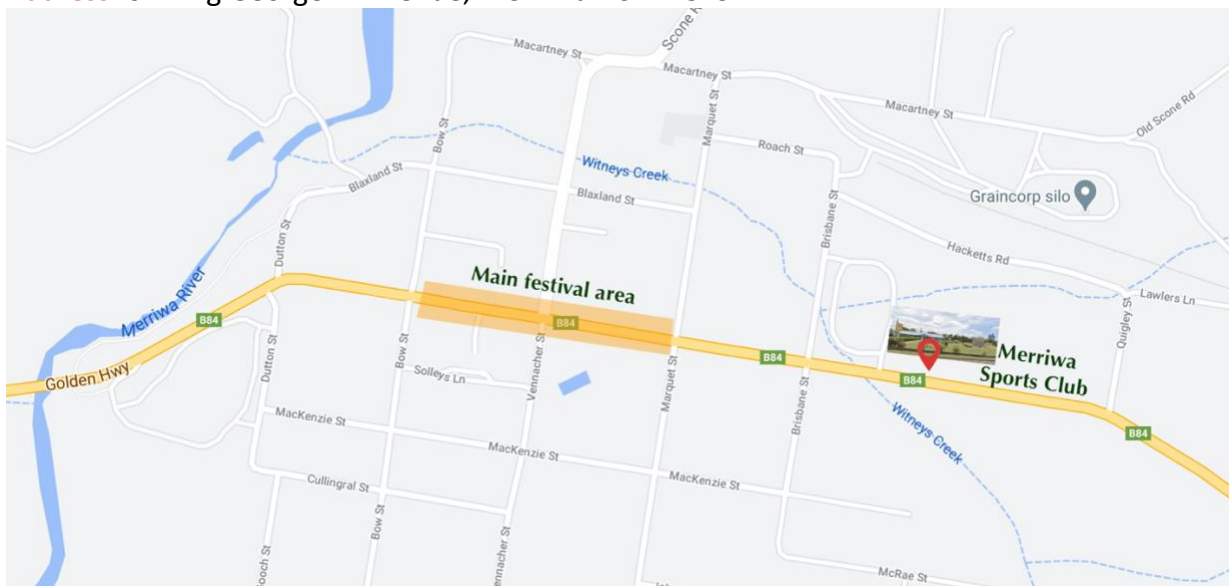 Macartney St
Scone
Macartney St
Macartney St
Old Scone Rd
Bow St
Marquet St
Roach St
Witneys Creek
Blaxland St
Blaxland St
Graincorp silo
Brisbane St
Dutton St
Hacketts Rd
Merriwa River
Main festival area
Lawlers Ln
B84
B84
Quigley St
Merriwa
Sports Club
B84
Golden Hwy
Dutton St
Bow St
Solleys Ln
Vennacher St
Marquet St
B84
Brisbane St
Witneys Creek
B84
MacKenzie St
MacKenzie St
MacKenzie St
Cullingral St
Bow St
McRae St